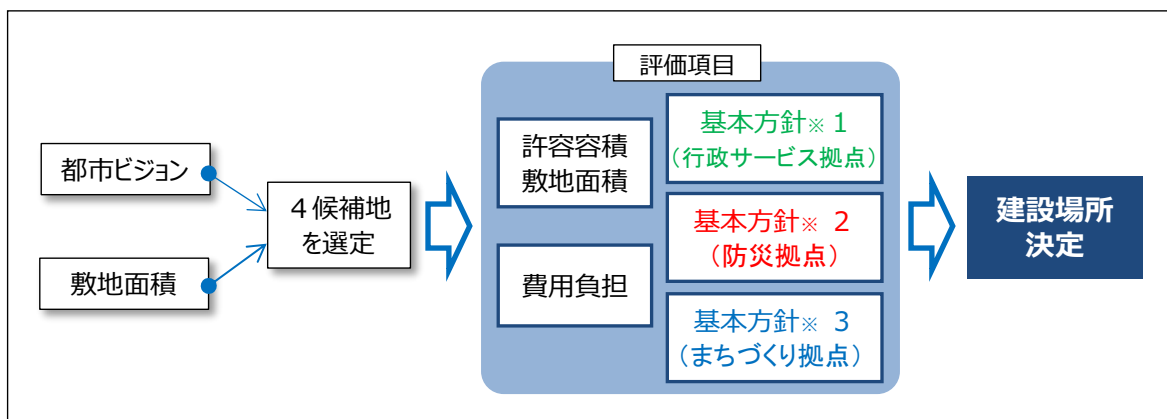 都市ビジョン
敷地面積
４候補地
を選定
評価項目
許容容積
敷地面積
費用負担
基本方針※１
（行政サービス拠点）
基本方針※ 2
（防災拠点）
基本方針※ 3
（まちづくり拠点）
建設場所
決定